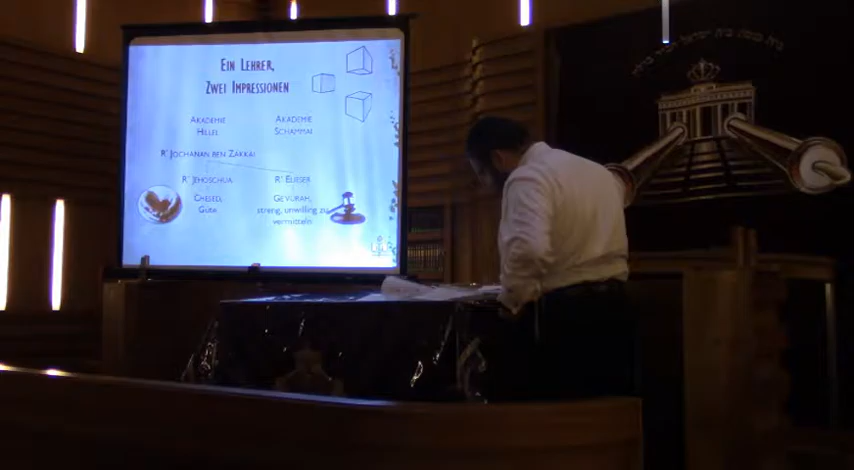 Ein Lehrer,
Zwei Impressionen
Akademie
Hillel
Akademie
Schammai
R' Jochanan ben Zakkai
R' Jehoschua
R' Elieser
Chesed,
Güte
Gevurah,
streng, unwillig zu
vermitteln